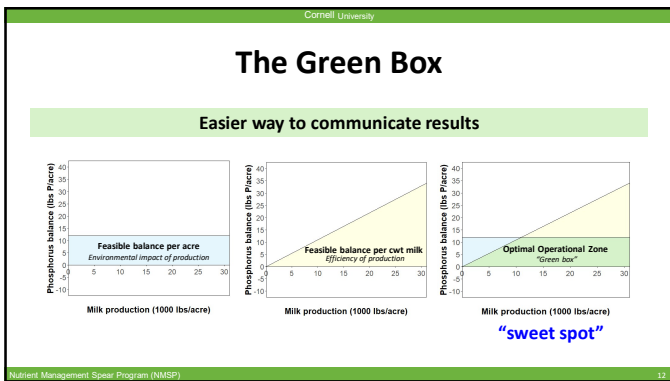 Cornell University
The Green Box
Easier way to communicate results
Phosphorus balance (lbs P/acre)
40
35
30
25
20
15
10
5
0
-5
-10
Feasible balance per acre
Environmental impact of production
0 5 10 15 20 25 30
Milk production (1000 lbs/acre)
Phosphorus balance (lbs P/acre)
40
35
30
25
20
15
10
5
0
-5
-10
Feasible balance per cwt milk
Efficiency of production
0 5 10 15 20 25 30
Milk production (1000 lbs/acre)
Phosphorus balance (lbs P/acre)
40
35
30
25
20
15
10
5
0
-5
-10
Optimal Operational Zone
"Green box"
0 5 10 15 20 25 30
Milk production (1000 lbs/acre)
“sweet spot”
Nutrient Management Spear Program (NMSP)
12